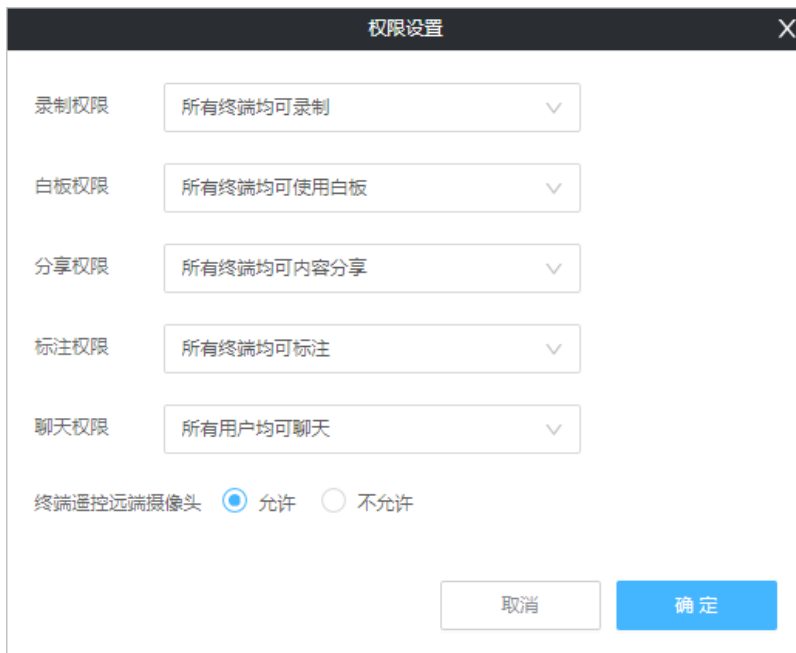 权限设置
录制权限 所有终端均可录制
白板权限 所有终端均可使用白板
分享权限 所有终端均可内容分享
标注权限 所有终端均可标注
聊天权限 所有用户均可聊天
终端遥控远端摄像头 允许 不允许
取消 确定